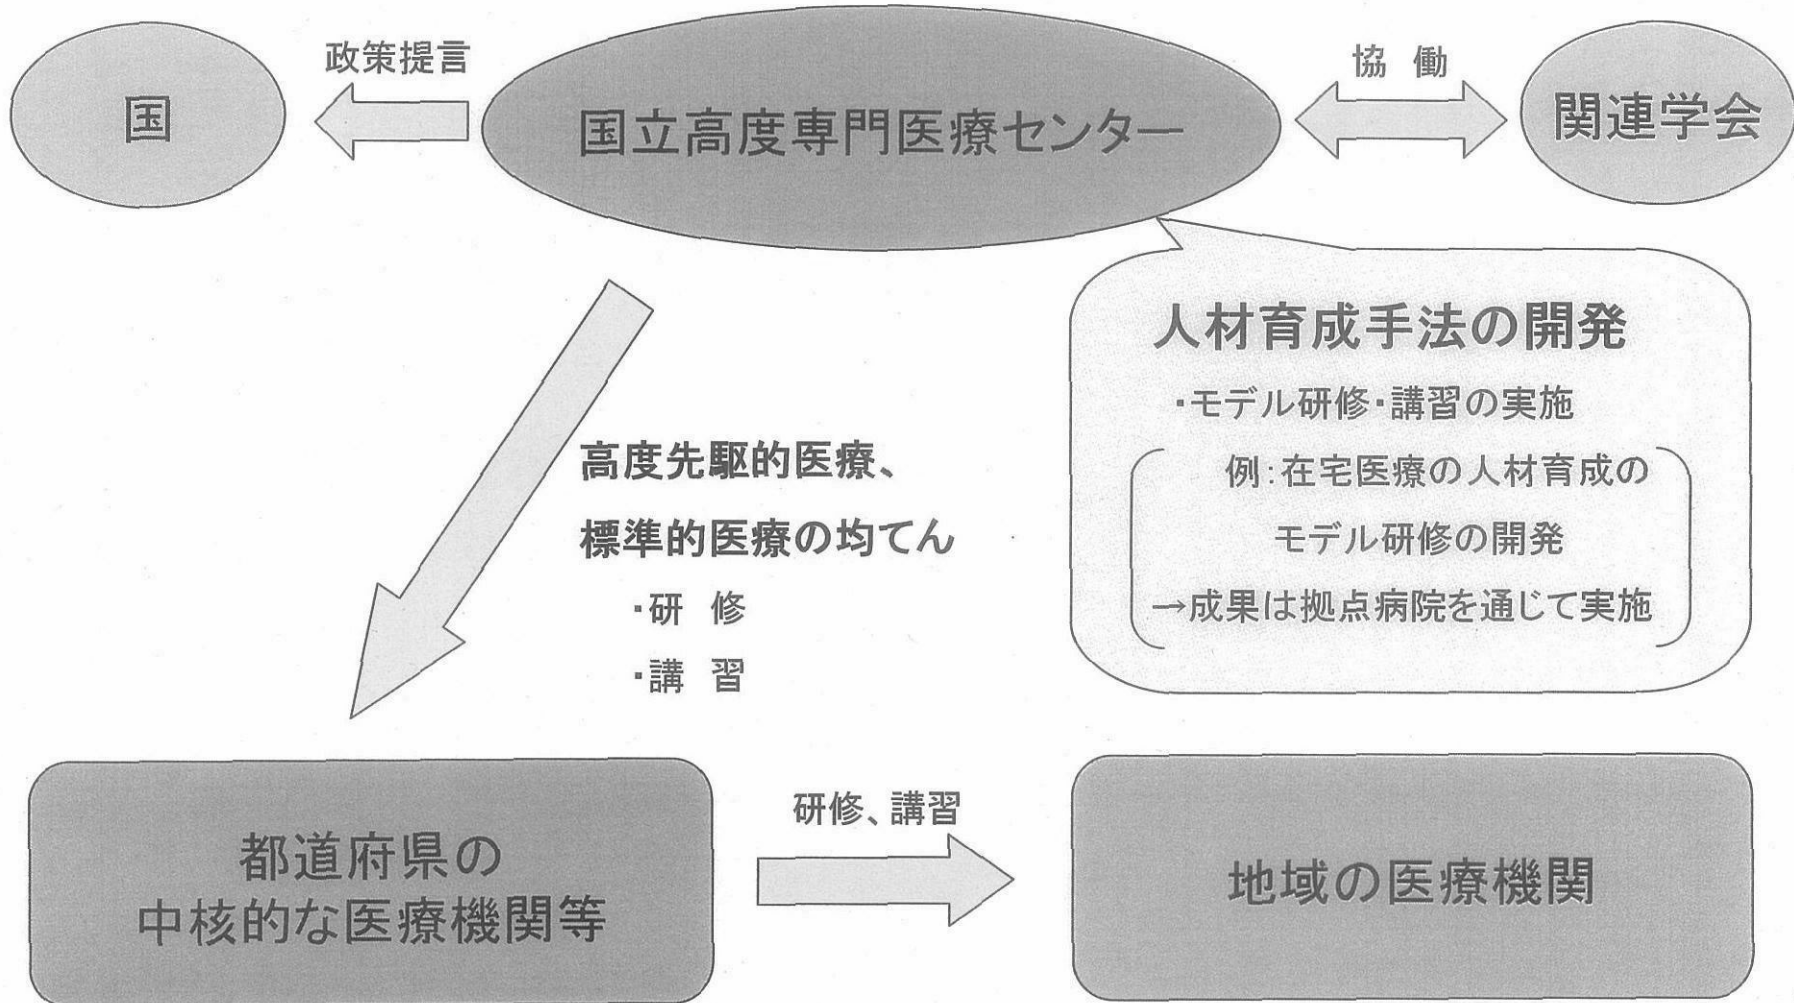 政策提言
協 働
国
国立高度専門医療センター
関連学会
人材育成手法の開発
・モデル研修・講習の実施
例:在宅医療の人材育成の
モデル研修の開発
→成果は拠点病院を通じて実施
高度先駆的医療、
標準的医療の均てん
・研 修
・講 習
都道府県の
中核的な医療機関等
研修、講習
地域の医療機関